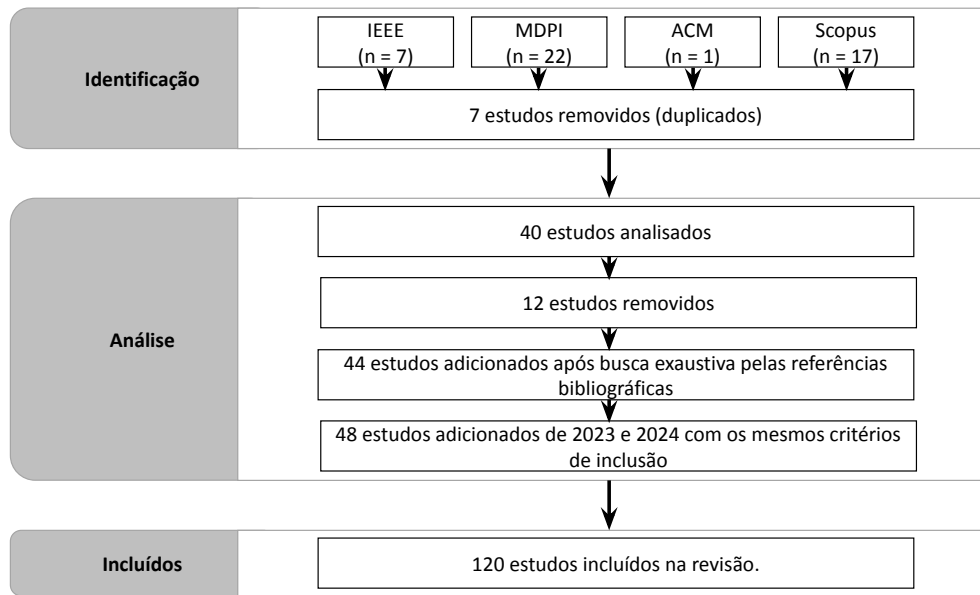 Identificação
IEEE
(n = 7)
MDPI
(n = 22)
ACM
(n = 1)
Scopus
(n = 17)
7 estudos removidos (duplicados)
Análise
40 estudos analisados
12 estudos removidos
44 estudos adicionados após busca exaustiva pelas referências
bibliográficas
48 estudos adicionados de 2023 e 2024 com os mesmos critérios
de inclusão
Incluídos
120 estudos incluídos na revisão.